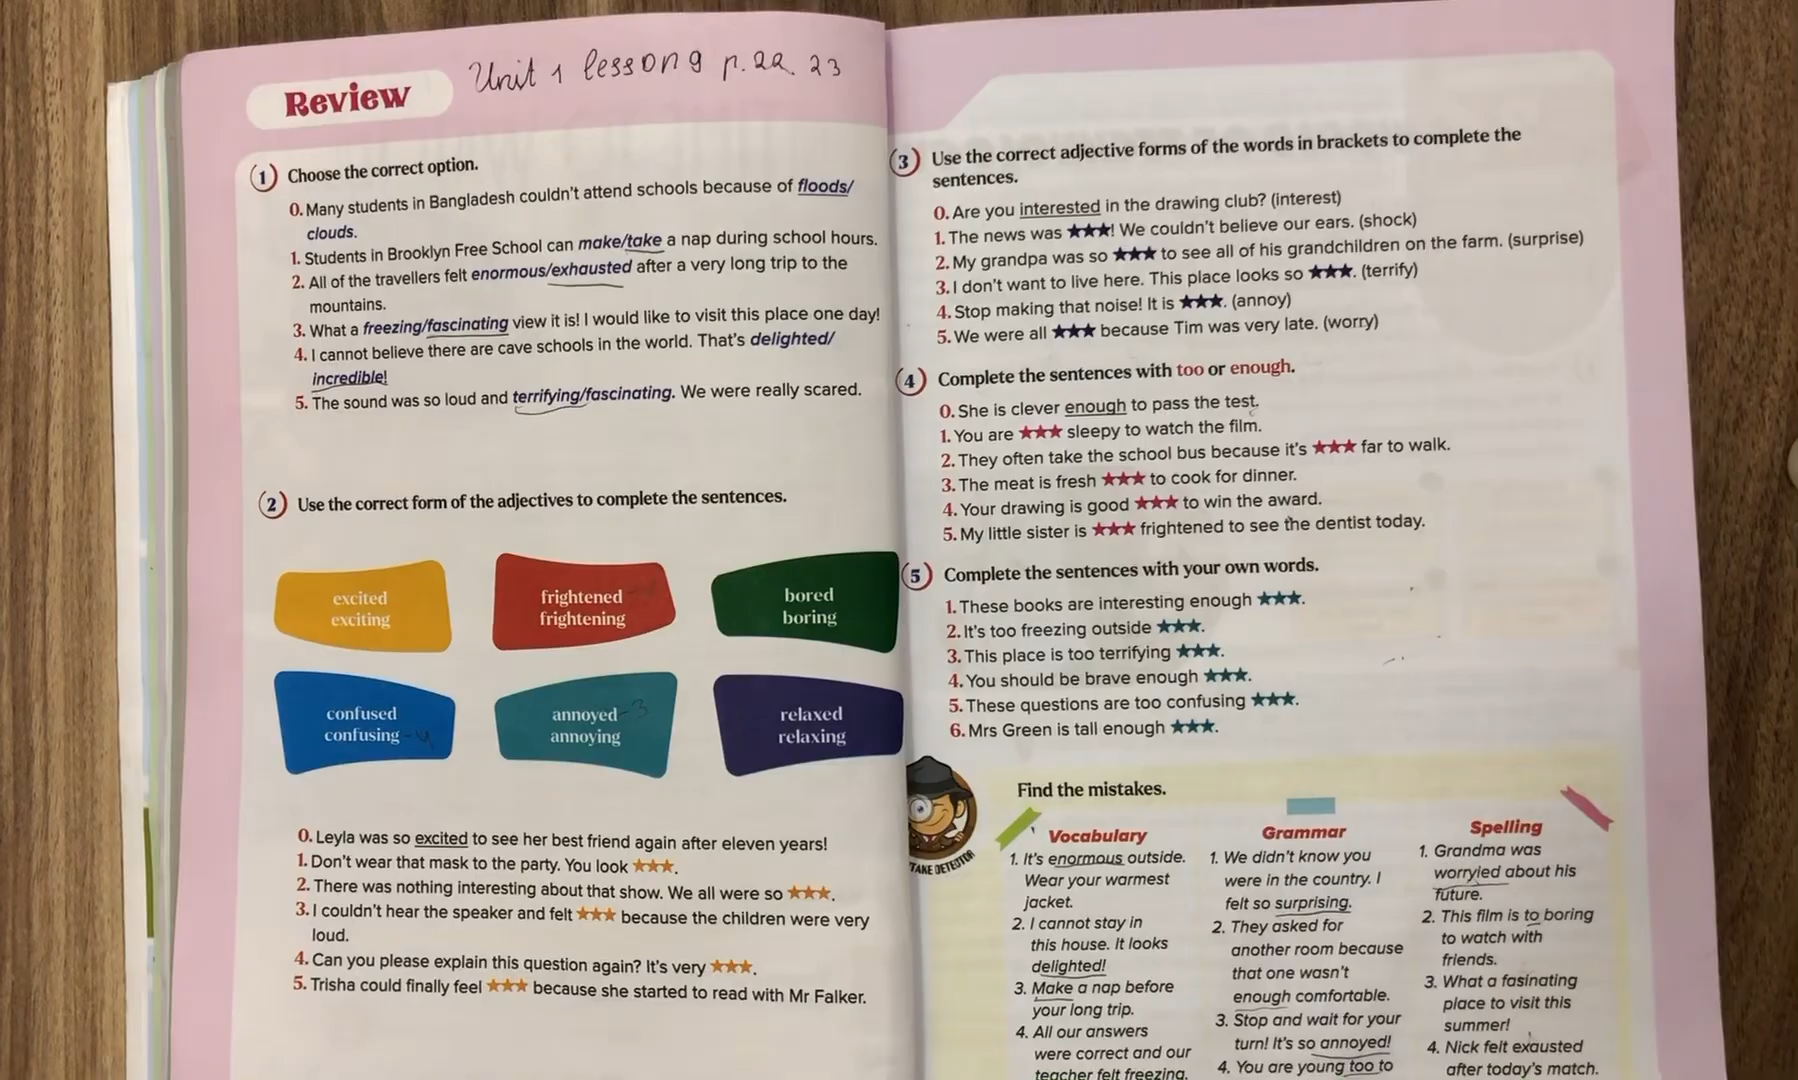 Review
Unit 1 lesson 9 p. 22. 23
1 Choose the correct option.
0. Many students in Bangladesh couldn't attend schools because of floods/
clouds.
1. Students in Brooklyn Free School can make/take a nap during school hours.
2. All of the travellers felt enormous/exhausted after a very long trip to the
mountains.
3. What a freezing/fascinating view it is! I would like to visit this place one day!
4. I cannot believe there are cave schools in the world. That's delighted/
incredible!
5. The sound was so loud and terrifying/fascinating. We were really scared.
2 Use the correct form of the adjectives to complete the sentences.
excited
exciting
frightened
frightening
bored
boring
confused
confusing -4
annoyed -3
annoying
relaxed
relaxing
0. Leyla was so excited to see her best friend again after eleven years!
1. Don't wear that mask to the party. You look ★★★.
2. There was nothing interesting about that show. We all were so ★★★.
3. I couldn't hear the speaker and felt ★★★ because the children were very
loud.
4. Can you please explain this question again? It's very ★★★.
5. Trisha could finally feel ★★★ because she started to read with Mr Falker.
3 Use the correct adjective forms of the words in brackets to complete the
sentences.
0. Are you interested in the drawing club? (interest)
1. The news was ★★★! We couldn't believe our ears. (shock)
2. My grandpa was so ★★★ to see all of his grandchildren on the farm. (surprise)
3. I don't want to live here. This place looks so ★★★. (terrify)
4. Stop making that noise! It is ★★★. (annoy)
5. We were all ★★★ because Tim was very late. (worry)
4 Complete the sentences with too or enough.
0. She is clever enough to pass the test.
1. You are ★★★ sleepy to watch the film.
2. They often take the school bus because it's ★★★ far to walk.
3. The meat is fresh ★★★ to cook for dinner.
4. Your drawing is good ★★★ to win the award.
5. My little sister is ★★★ frightened to see the dentist today.
5 Complete the sentences with your own words.
1. These books are interesting enough ★★★.
2. It's too freezing outside ★★★.
3. This place is too terrifying ★★★.
4. You should be brave enough ★★★.
5. These questions are too confusing ★★★.
6. Mrs Green is tall enough ★★★.
TAKE DETECTOR
Find the mistakes.
Vocabulary
1. It's enormous outside.
Wear your warmest
jacket.
2. I cannot stay in
this house. It looks
delighted!
3. Make a nap before
your long trip.
4. All our answers
were correct and our
teacher felt freezing.
Grammar
1. We didn't know you
were in the country. I
felt so surprising.
2. They asked for
another room because
that one wasn't
enough comfortable.
3. Stop and wait for your
turn! It's so annoyed!
4. You are young too to
Spelling
1. Grandma was
worryied about his
future.
2. This film is to boring
to watch with
friends.
3. What a fasinating
place to visit this
summer!
4. Nick felt exausted
after today's match.